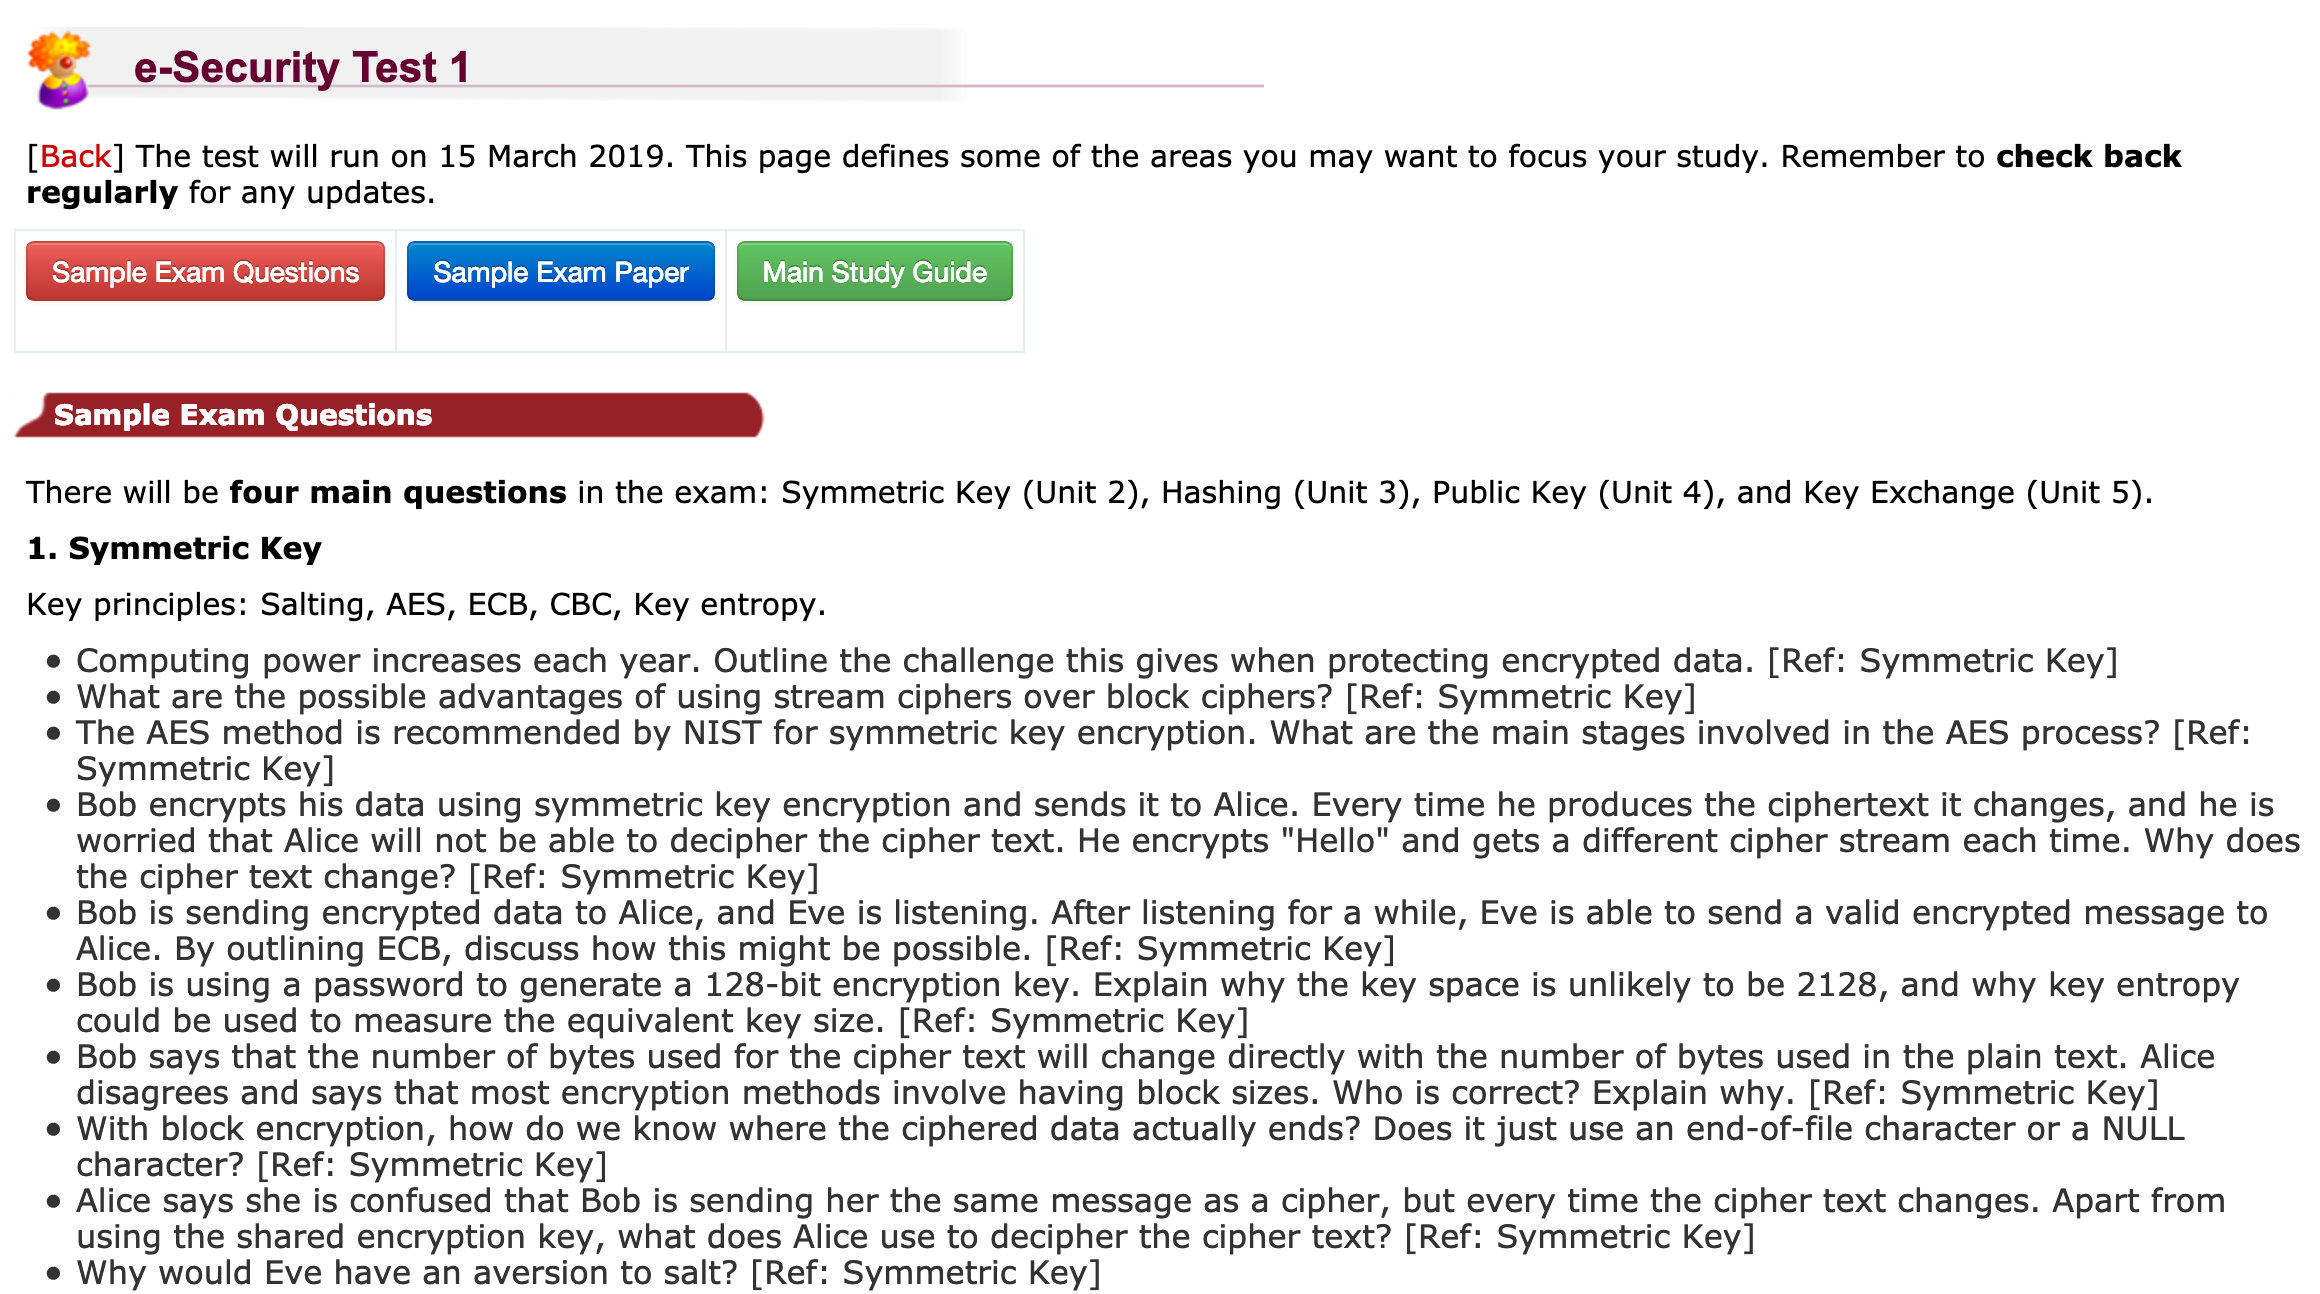 e-Security Test 1
[Back] The test will run on 15 March 2019. This page defines some of the areas you may want to focus your study. Remember to check back
regularly for any updates.
Sample Exam Questions
Sample Exam Paper
Main Study Guide
Sample Exam Questions
There will be four main questions in the exam: Symmetric Key (Unit 2), Hashing (Unit 3), Public Key (Unit 4), and Key Exchange (Unit 5).
1. Symmetric Key
Key principles: Salting, AES, ECB, CBC, Key entropy.
• Computing power increases each year. Outline the challenge this gives when protecting encrypted data. [Ref: Symmetric Key]
• What are the possible advantages of using stream ciphers over block ciphers? [Ref: Symmetric Key]
• The AES method is recommended by NIST for symmetric key encryption. What are the main stages involved in the AES process? [Ref:
Symmetric Key]
• Bob encrypts his data using symmetric key encryption and sends it to Alice. Every time he produces the ciphertext it changes, and he is
worried that Alice will not be able to decipher the cipher text. He encrypts "Hello" and gets a different cipher stream each time. Why does
the cipher text change? [Ref: Symmetric Key]
• Bob is sending encrypted data to Alice, and Eve is listening. After listening for a while, Eve is able to send a valid encrypted message to
Alice. By outlining ECB, discuss how this might be possible. [Ref: Symmetric Key]
• Bob is using a password to generate a 128-bit encryption key. Explain why the key space is unlikely to be 2128, and why key entropy
could be used to measure the equivalent key size. [Ref: Symmetric Key]
• Bob says that the number of bytes used for the cipher text will change directly with the number of bytes used in the plain text. Alice
disagrees and says that most encryption methods involve having block sizes. Who is correct? Explain why. [Ref: Symmetric Key]
• With block encryption, how do we know where the ciphered data actually ends? Does it just use an end-of-file character or a NULL
character? [Ref: Symmetric Key]
• Alice says she is confused that Bob is sending her the same message as a cipher, but every time the cipher text changes. Apart from
using the shared encryption key, what does Alice use to decipher the cipher text? [Ref: Symmetric Key]
• Why would Eve have an aversion to salt? [Ref: Symmetric Key]